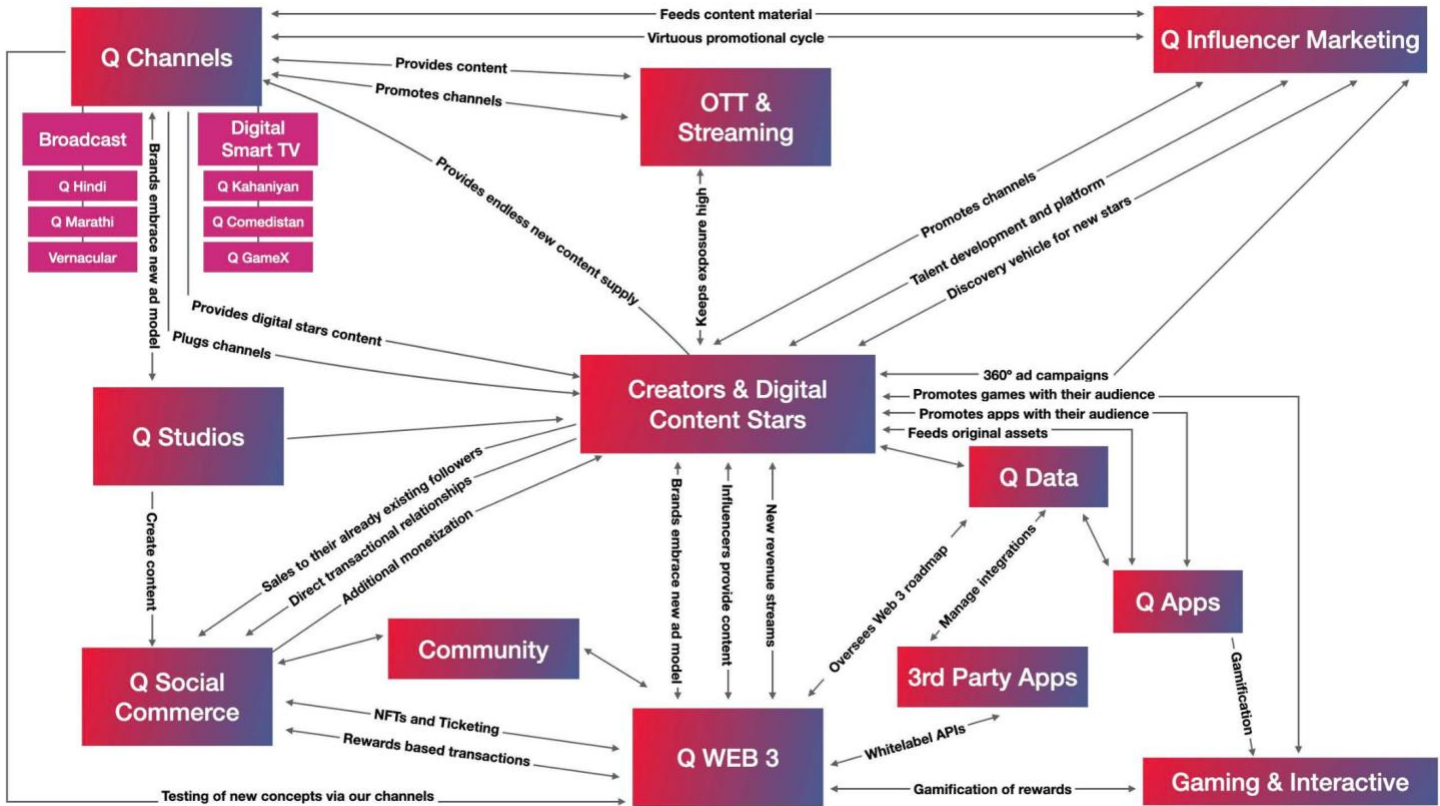 Feeds content material
Q Channels
Virtuous promotional cycle
Q Influencer Marketing
Provides content
Promotes channels
OTT &
Streaming
Broadcast
Q Hindi
Q Marathi
Vernacular
Brands embrace new ad model
Digital
Smart TV
Q Kahaniyan
Q Comedistan
Q GameX
Provides endless new content supply
Keeps exposure high
Promotes channels
Talent development and platform
Discovery vehicle for new stars
Provides digital stars content
Plugs channels
Creators & Digital
Content Stars
360º ad campaigns
Promotes games with their audience
Promotes apps with their audience
Feeds original assets
Q Studios
Q Data
Create content
Sales to their already existing followers
Direct transactional relationships
Additional monetization
Brands embrace new ad model
Influencers provide content
New revenue streams
Oversees Web 3 roadmap
Manage integrations
Q Apps
Community
3rd Party Apps
Gamification
Q Social
Commerce
NFTs and Ticketing
Rewards based transactions
Q WEB 3
Whitelabel APIs
Gaming & Interactive
Gamification of rewards
Testing of new concepts via our channels